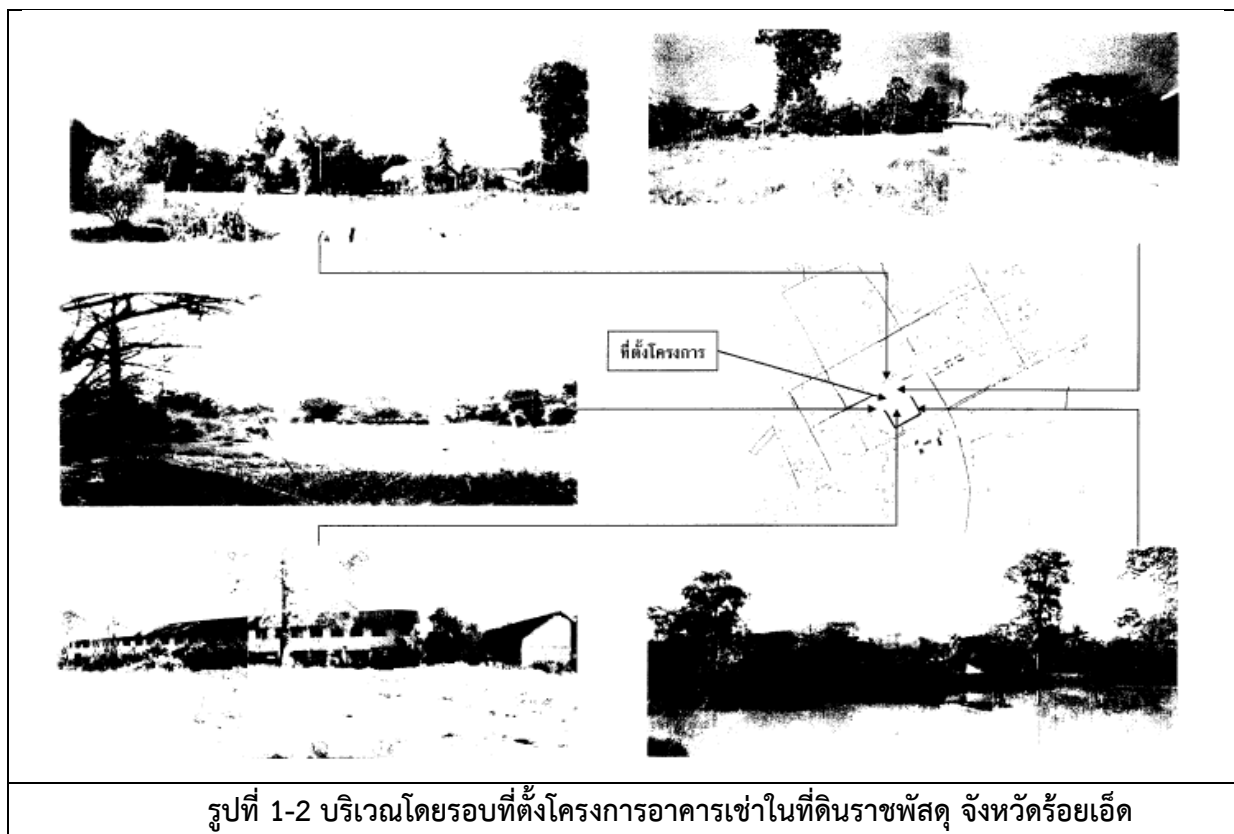 ที่ตั้งโครงการ
รูปที่ 1-2 บริเวณโดยรอบที่ตั้งโครงการอาคารเช่าในที่ดินราชพัสดุ จังหวัดร้อยเอ็ด